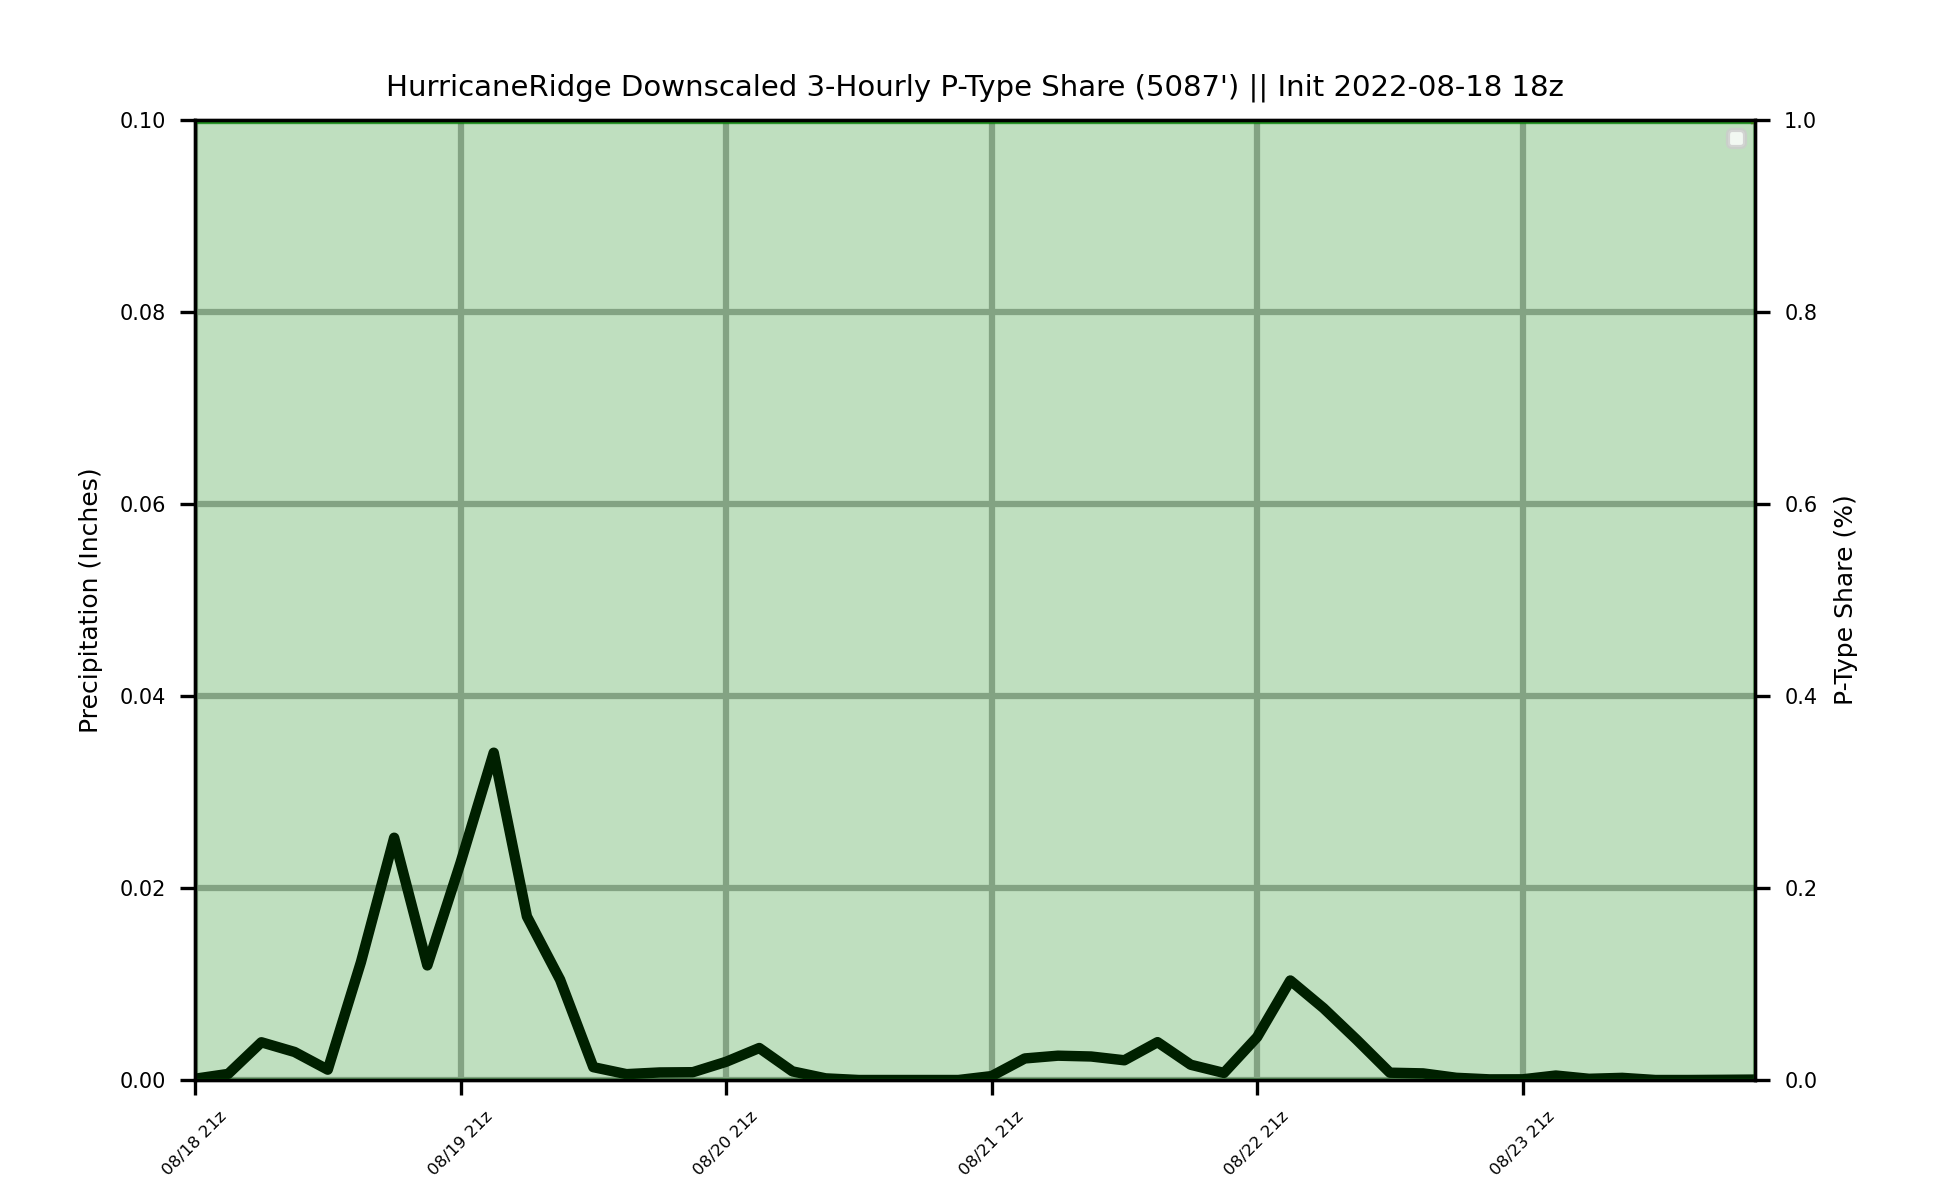 HurricaneRidge Downscaled 3-Hourly P-Type Share (5087') || Init 2022-08-18 18z
0.10
0.08
0.06
0.04
0.02
0.00
Precipitation (Inches)
1.0
0.8
0.6
0.4
0.2
0.0
P-Type Share (%)
08/18 21z
08/19 21z
08/20 21z
08/21 21z
08/22 21z
08/23 21z